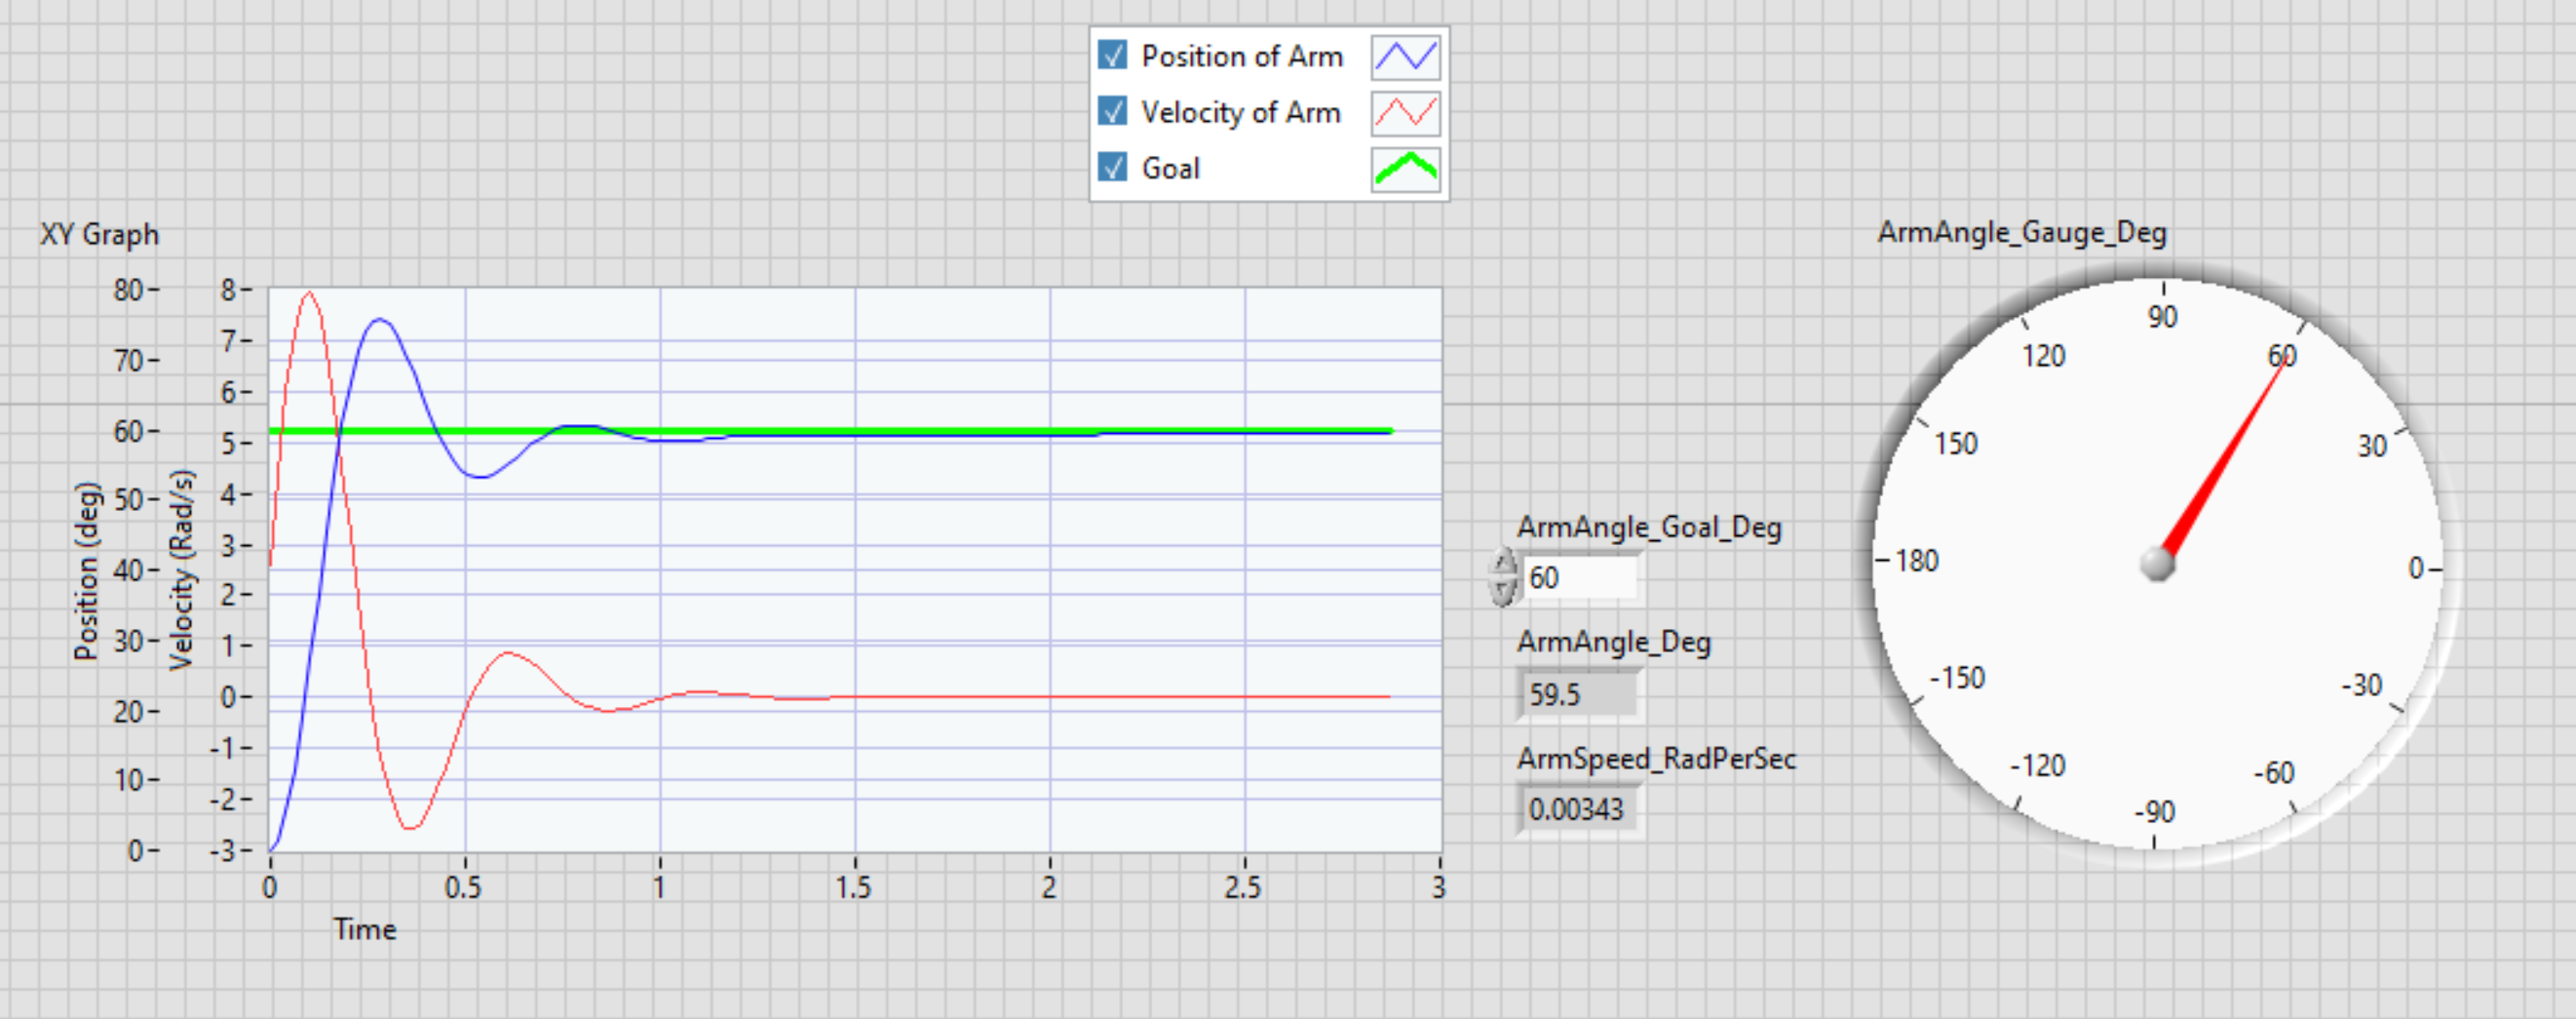 Position of Arm
Velocity of Arm
Goal
XY Graph
ArmAngle_Gauge_Deg
Position (deg)
80
70
60
50
40
30
20
10
0
Velocity (Rad/s)
8
7
6
5
4
3
2
1
0
-1
-2
-3
0 0.5 1 1.5 2 2.5 3
Time
ArmAngle_Goal_Deg
60
ArmAngle_Deg
59.5
ArmSpeed_RadPerSec
0.00343
90
120 60
150 30
180 0
-150 -30
-120 -60
-90